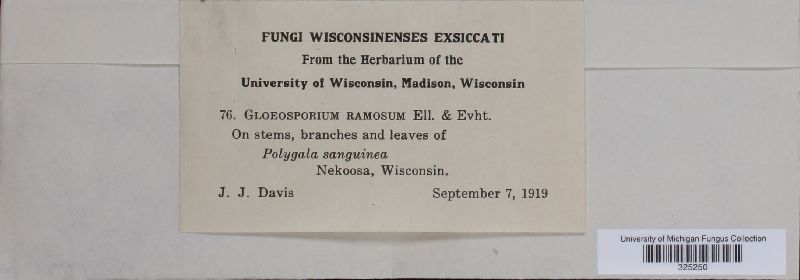 FUNGI WISCONSINENSES EXSICCATI
From the Herbarium of the
University of Wisconsin, Madison, Wisconsin
76. GLOEOSPORIUM RAMOSUM Ell. & Evht.
On stems, branches and leaves of
Polygala sanguinea
Nekoosa, Wisconsin.
J. J. Davis September 7, 1919
University of Michigan Fungus Collection
325250